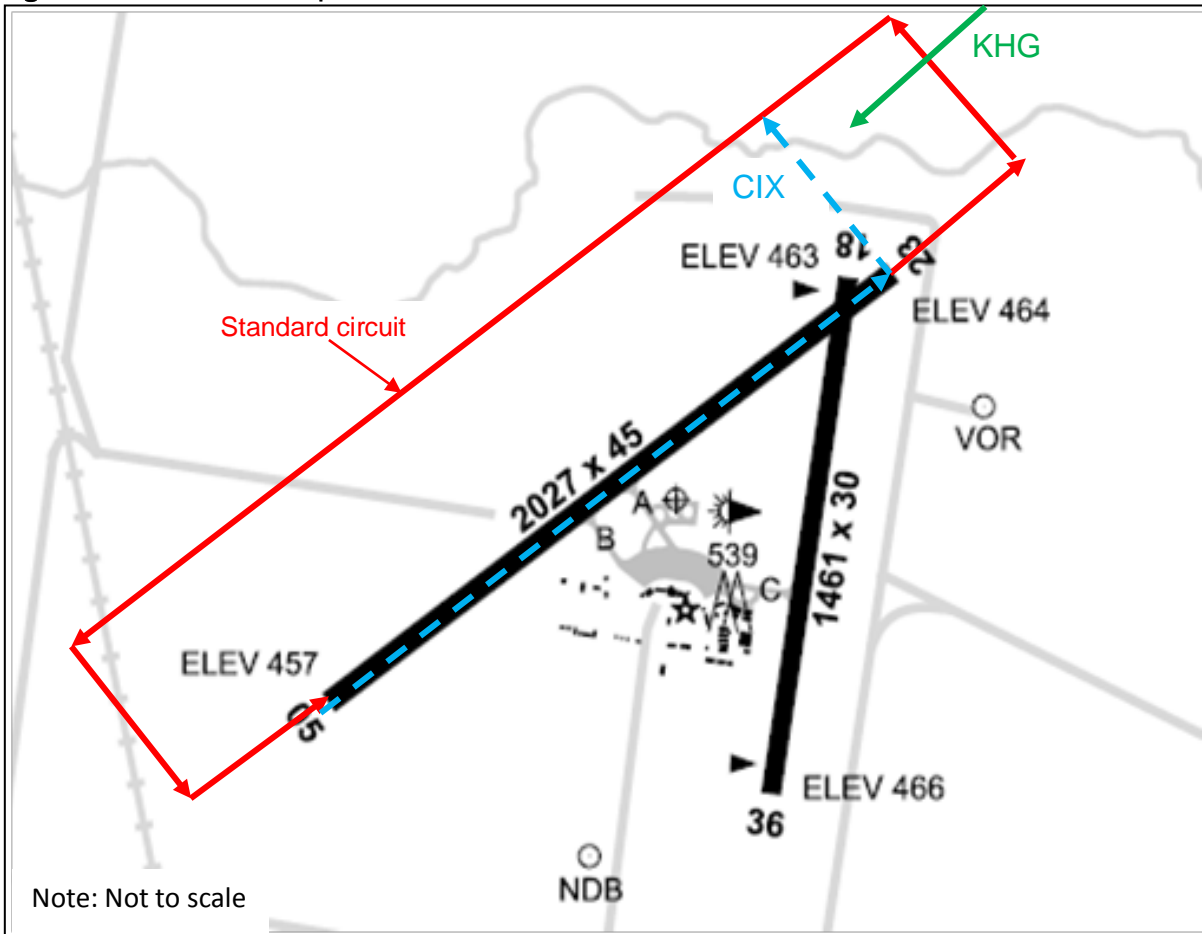 KHG
CIX
ELEV 463
18
23
ELEV 464
Standard circuit
VOR
2027 x 45
A
B
539
C
1461 x 30
ELEV 457
05
ELEV 466
36
NDB
Note: Not to scale